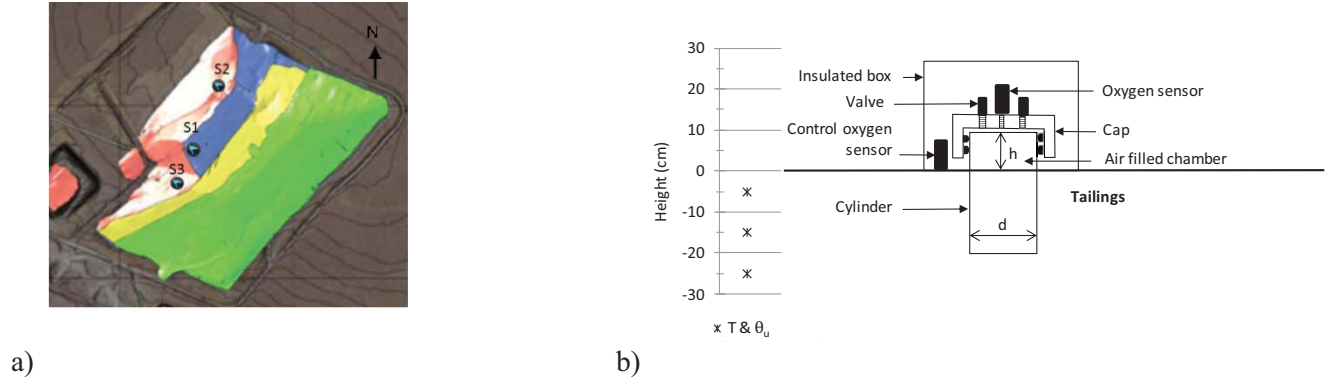 N
S2
S1
S3
a)
30
20
10
0
-10
-20
-30
Height (cm)
Insulated box
Valve
Control oxygen
sensor
Oxygen sensor
Cap
h
Air filled chamber
Tailings
Cylinder
d
* T & θu
b)